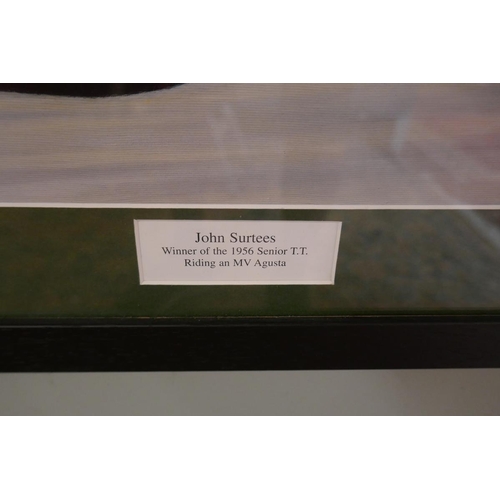 John Surtees
Winner of the 1956 Senior T.T.
Riding an MV Agusta